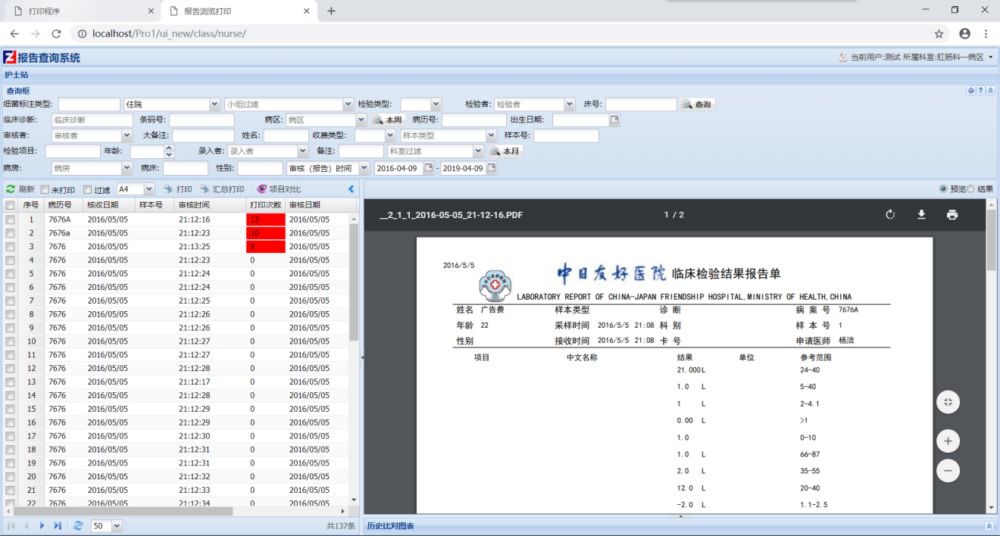 打印程序
报告浏览打印
localhost/Pro1/ui_new/class/nurse/
报告查询系统
当前用户:测试 所属科室:肛肠科一病区
护士站
查询框
细菌标注类型: 住院 小组过滤 检验类型: 检验者: 检验者 床号: 查询
临床诊断: 临床诊断 条码号: 病区: 病区 本周 病历号: 出生日期:
审核者: 审核者 大备注: 姓名: 收费类型: 样本类型 样本号:
检验项目: 年龄: 录入者: 录入者 备注: 科室过滤 本月
病房: 病房 病床: 性别: 审核（报告）时间 2016-04-09 - 2019-04-09
刷新 未打印 过滤 A4 打印 汇总打印 项目对比
预览 结果
序号 病历号 核收日期 样本号 审核时间 打印次数 审核日期
1 7676A 2016/05/05 21:12:16 13 2016/05/05
2 7676a 2016/05/05 21:12:23 10 2016/05/05
3 7676 2016/05/05 21:13:25 9 2016/05/05
4 7676 2016/05/05 21:12:23 0 2016/05/05
5 7676 2016/05/05 21:12:24 0 2016/05/05
6 7676 2016/05/05 21:12:24 0 2016/05/05
7 7676 2016/05/05 21:12:25 0 2016/05/05
8 7676 2016/05/05 21:12:26 0 2016/05/05
9 7676 2016/05/05 21:12:26 0 2016/05/05
10 7676 2016/05/05 21:12:27 0 2016/05/05
11 7676 2016/05/05 21:12:27 0 2016/05/05
12 7676 2016/05/05 21:12:28 0 2016/05/05
13 7676 2016/05/05 21:12:17 0 2016/05/05
14 7676 2016/05/05 21:12:28 0 2016/05/05
15 7676 2016/05/05 21:12:29 0 2016/05/05
16 7676 2016/05/05 21:12:29 0 2016/05/05
17 7676 2016/05/05 21:12:30 0 2016/05/05
18 7676 2016/05/05 21:12:31 0 2016/05/05
19 7676 2016/05/05 21:12:31 0 2016/05/05
20 7676 2016/05/05 21:12:32 0 2016/05/05
21 7676 2016/05/05 21:12:33 0 2016/05/05
22 7676 2016/05/05 21:12:34 0 2016/05/05
50 共137条
__2_1_1_2016-05-05_21-12-16.PDF 1 / 2
2016/5/5
中日友好医院 临床检验结果报告单
LABORATORY REPORT OF CHINA-JAPAN FRIENDSHIP HOSPITAL,MINISTRY OF HEALTH,CHINA
姓名 广告费 样本类型 诊 断 病 案 号 7676A
年龄 22 采样时间 2016/5/5 21:08 科 别 样 本 号 1
性别 接收时间 2016/5/5 21:08 卡 号 申请医师 杨洁
项目 中文名称 结果 单位 参考范围
21.000L 24-40
1.0 L 5-40
1 L 2-4.1
0.00 L >1
1.0 0-10
1.0 L 66-87
2.0 L 35-55
12.0 L 20-40
-2.0 L 1.1-2.5
历史比对图表